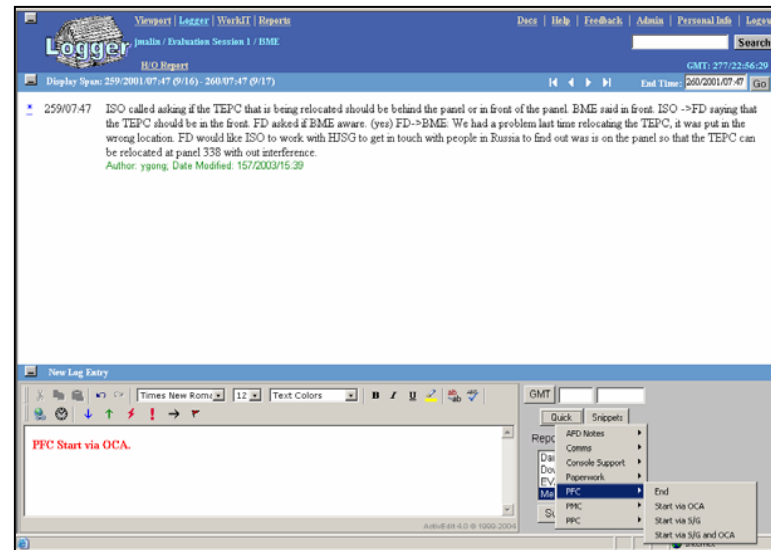 Viewport | Logger | WorkIT | Reports
Docs | Help | Feedback | Admin | Personal Info | Logout
Logger
jmalin / Evaluation Session 1 / BME
Search
H/O Report
GMT: 277/22:56:29
Display Span: 259/2001/07:47 (9/16) - 260/07:47 (9/17)
End Time: 260/2001/07:47 Go
* 259/07:47 ISO called asking if the TEPC that is being relocated should be behind the panel or in front of the panel. BME said in front. ISO ->FD saying that
the TEPC should be in the front. FD asked if BME aware. (yes) FD->BME: We had a problem last time relocating the TEPC, it was put in the
wrong location. FD would like ISO to work with HJSG to get in touch with people in Russia to find out was is on the panel so that the TEPC can
be relocated at panel 338 with out interference.
Author: ygong; Date Modified: 157/2003/15:39
New Log Entry
Times New Roma 12 Text Colors B I U
GMT
Quick Snippets
PFC Start via OCA.
AFD Notes
Comms
Console Support
Paperwork
PFC
PMC
PPC
End
Start via OCA
Start via S/G
Start via S/G and OCA
ActivEdit 4.0 © 1999-2004
Internet